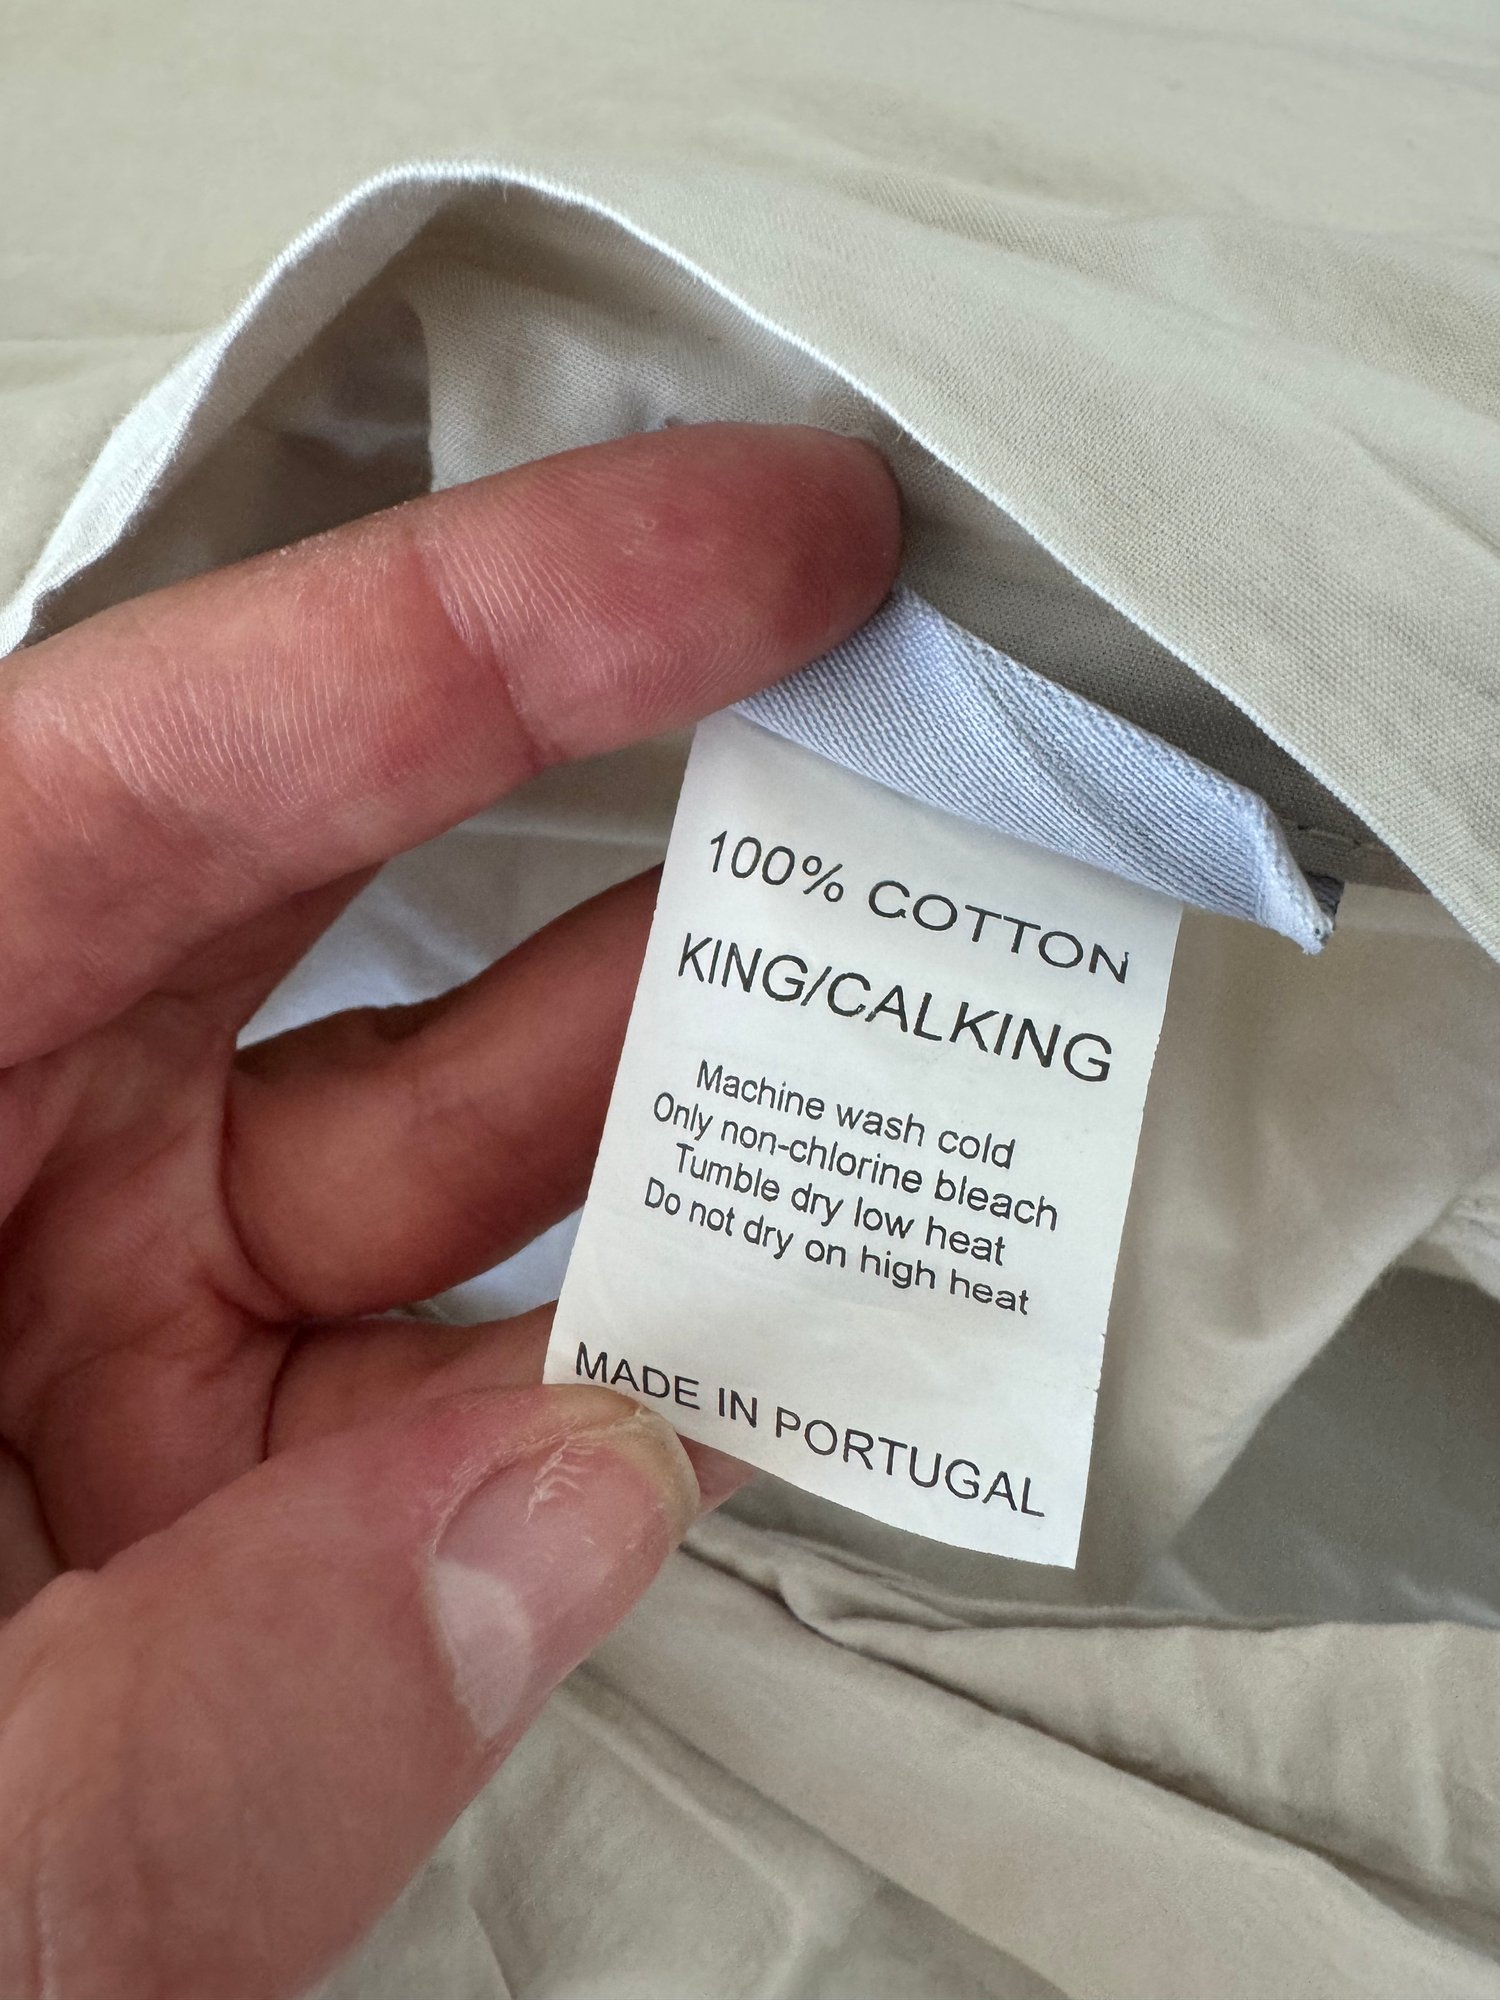 100% COTTON
KING/CALKING
Machine wash cold
Only non-chlorine bleach
Tumble dry low heat
Do not dry on high heat
MADE IN PORTUGAL